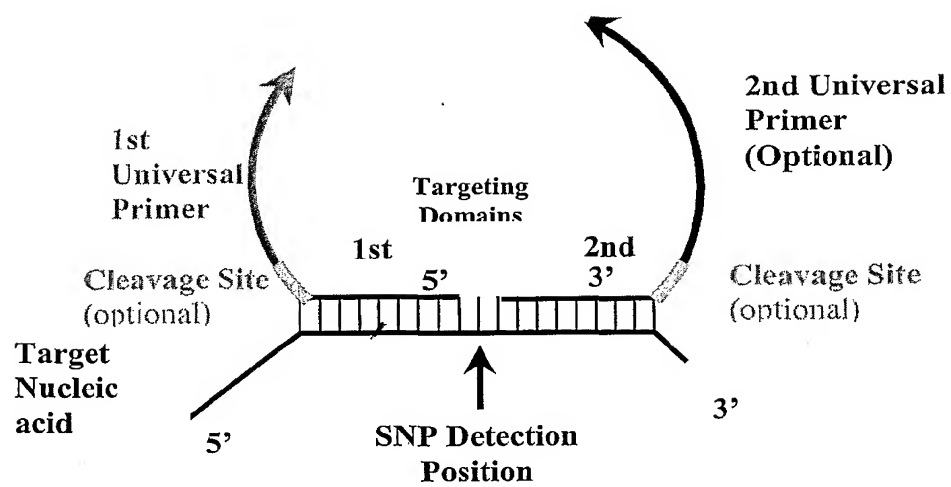 2nd Universal
Primer
(Optional)
1st
Universal
Primer
Targeting
Domains
1st
2nd
5’
3’
Cleavage Site
(optional)
Cleavage Site
(optional)
Target
Nucleic
acid
5’
3’
SNP Detection
Position